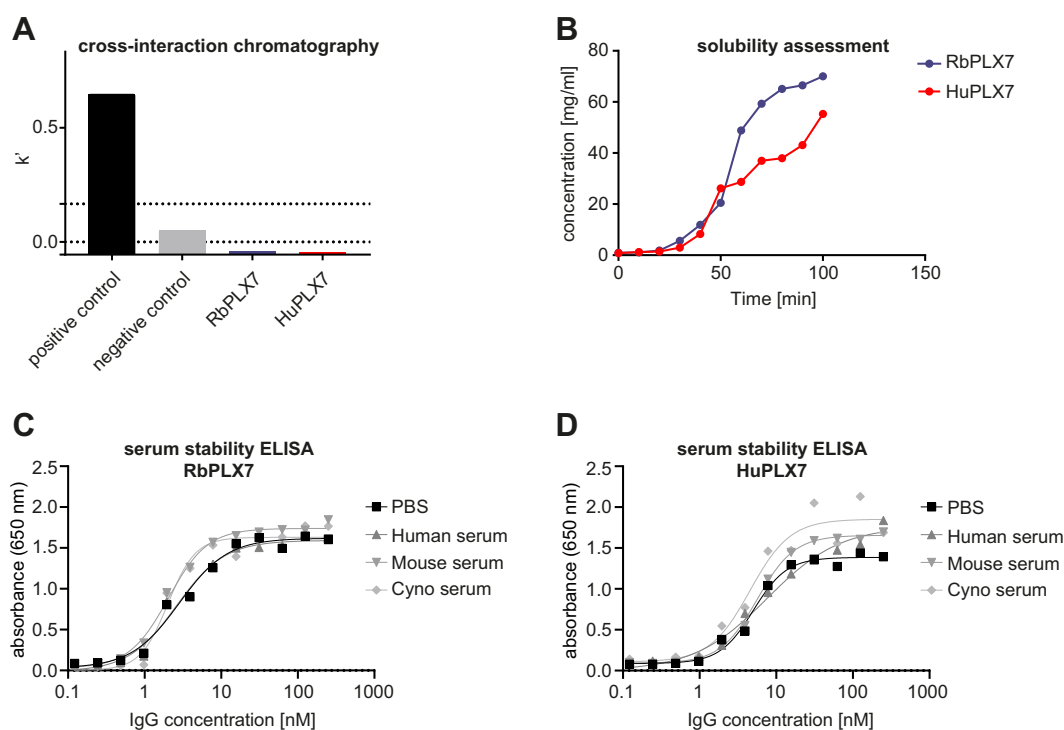 A
cross-interaction chromatography
k'
0.5
0.0
positive control
negative control
RbPLX7
HuPLX7
B
solubility assessment
concentration [mg/ml]
80
60
40
20
0
0 50 100 150
Time [min]
RbPLX7
HuPLX7
C
serum stability ELISA
RbPLX7
absorbance (650 nm)
2.5
2.0
1.5
1.0
0.5
0.0
0.1 1 10 100 1000
IgG concentration [nM]
PBS
Human serum
Mouse serum
Cyno serum
D
serum stability ELISA
HuPLX7
absorbance (650 nm)
2.5
2.0
1.5
1.0
0.5
0.0
0.1 1 10 100 1000
IgG concentration [nM]
PBS
Human serum
Mouse serum
Cyno serum